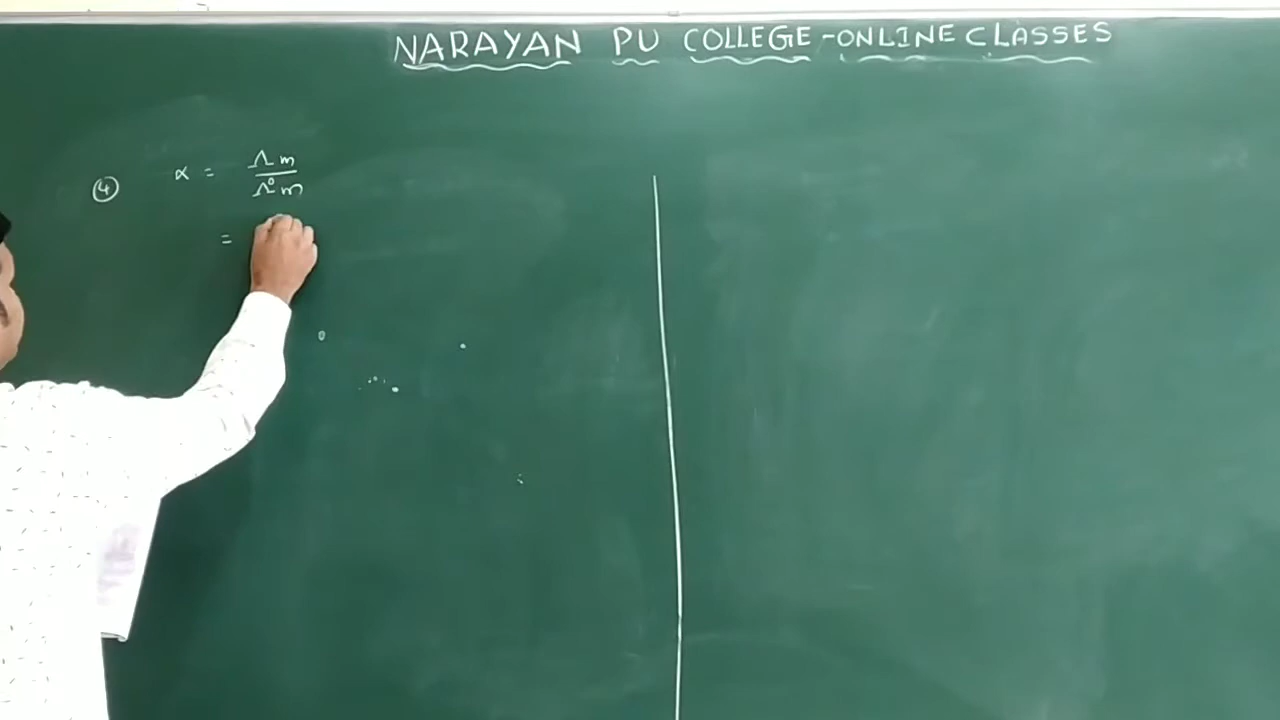 NARAYAN PU COLLEGE - ONLINE CLASSES
④ α = Λm / Λ°m
=